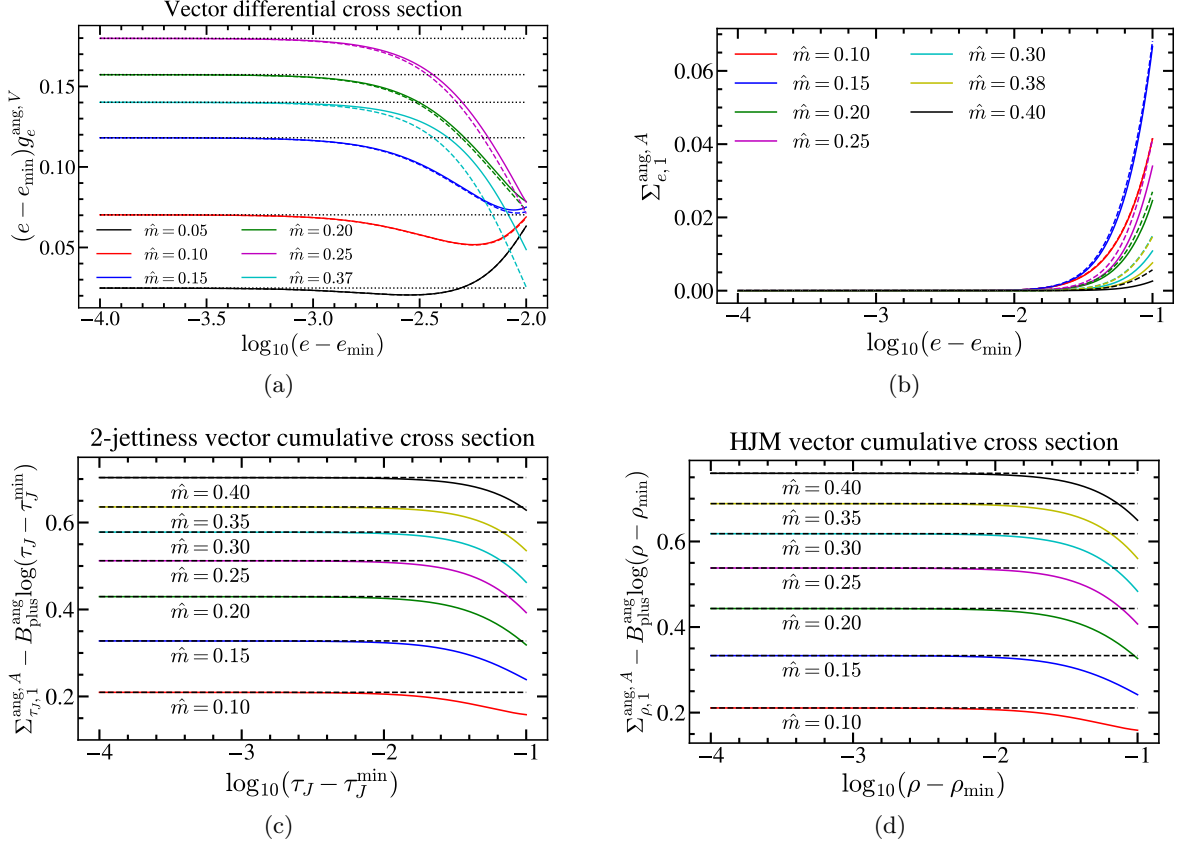 Vector differential cross section
(e − e_min) g_e^{ang, V}
0.15
0.10
0.05
m̂ = 0.05
m̂ = 0.10
m̂ = 0.15
m̂ = 0.20
m̂ = 0.25
m̂ = 0.37
−4.0 −3.5 −3.0 −2.5 −2.0
log₁₀(e − e_min)
(a)
Σ_{e,1}^{ang, A}
0.06
0.04
0.02
0.00
m̂ = 0.10
m̂ = 0.15
m̂ = 0.20
m̂ = 0.25
m̂ = 0.30
m̂ = 0.38
m̂ = 0.40
−4 −3 −2 −1
log₁₀(e − e_min)
(b)
2-jettiness vector cumulative cross section
Σ_{τ_J,1}^{ang, A} − B_plus^{ang} log(τ_J − τ_J^min)
0.6
0.4
0.2
m̂ = 0.40
m̂ = 0.35
m̂ = 0.30
m̂ = 0.25
m̂ = 0.20
m̂ = 0.15
m̂ = 0.10
−4 −3 −2 −1
log₁₀(τ_J − τ_J^min)
(c)
HJM vector cumulative cross section
Σ_{ρ,1}^{ang, A} − B_plus^{ang} log(ρ − ρ_min)
0.6
0.4
0.2
m̂ = 0.40
m̂ = 0.35
m̂ = 0.30
m̂ = 0.25
m̂ = 0.20
m̂ = 0.15
m̂ = 0.10
−4 −3 −2 −1
log₁₀(ρ − ρ_min)
(d)